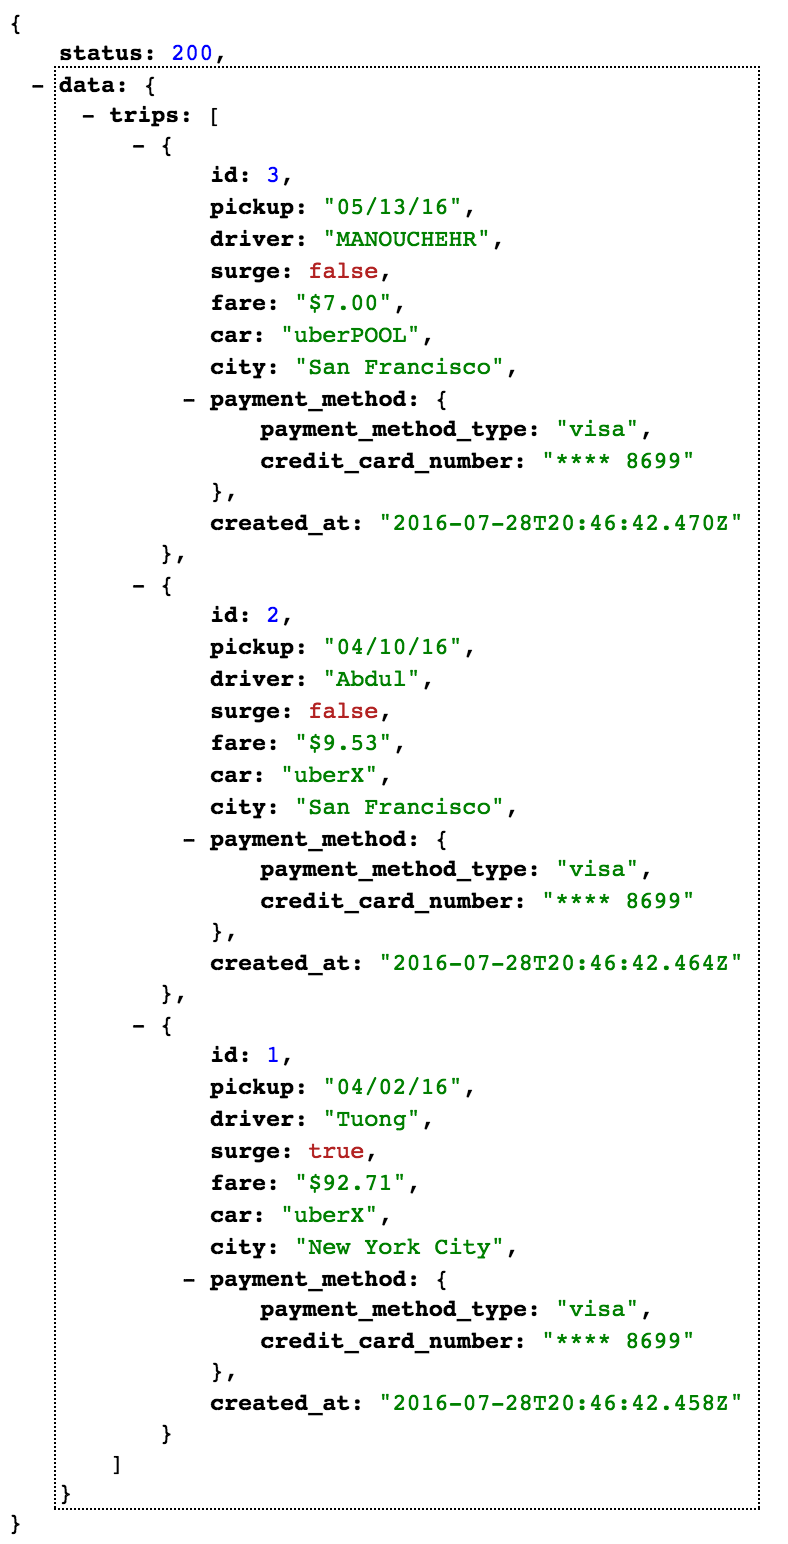 {
status: 200,
- data: {
- trips: [
- {
id: 3,
pickup: "05/13/16",
driver: "MANOUCHEHR",
surge: false,
fare: "$7.00",
car: "uberPOOL",
city: "San Francisco",
- payment_method: {
payment_method_type: "visa",
credit_card_number: "**** 8699"
},
created_at: "2016-07-28T20:46:42.470Z"
},
- {
id: 2,
pickup: "04/10/16",
driver: "Abdul",
surge: false,
fare: "$9.53",
car: "uberX",
city: "San Francisco",
- payment_method: {
payment_method_type: "visa",
credit_card_number: "**** 8699"
},
created_at: "2016-07-28T20:46:42.464Z"
},
- {
id: 1,
pickup: "04/02/16",
driver: "Tuong",
surge: true,
fare: "$92.71",
car: "uberX",
city: "New York City",
- payment_method: {
payment_method_type: "visa",
credit_card_number: "**** 8699"
},
created_at: "2016-07-28T20:46:42.458Z"
}
]
}
}